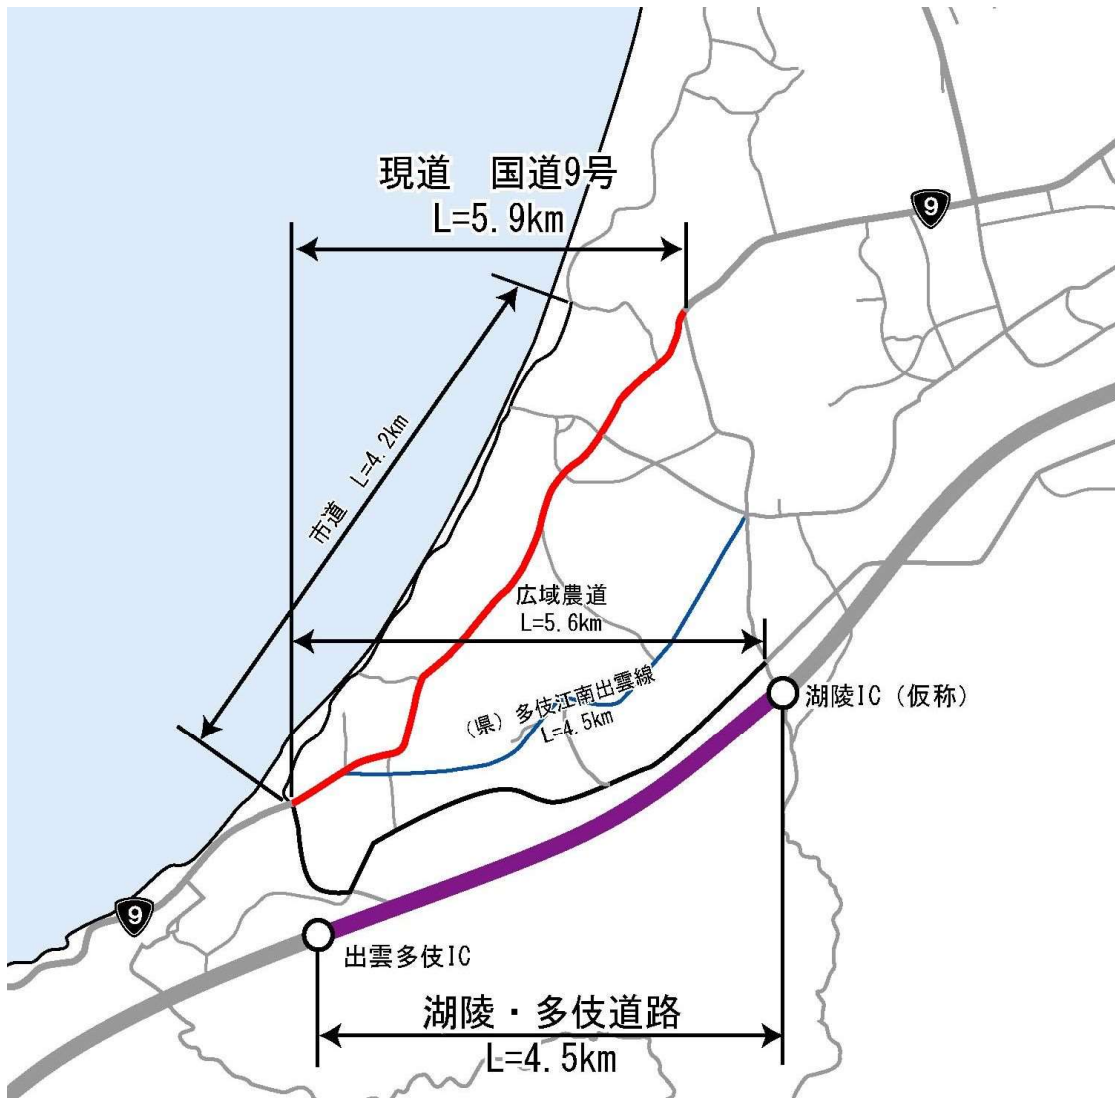 現道　国道9号
L=5.9km
9
市道　L=4.2km
広域農道
L=5.6km
(県) 多伎江南出雲線
L=4.5km
湖陵IC（仮称）
9
出雲多伎IC
湖陵・多伎道路
L=4.5km